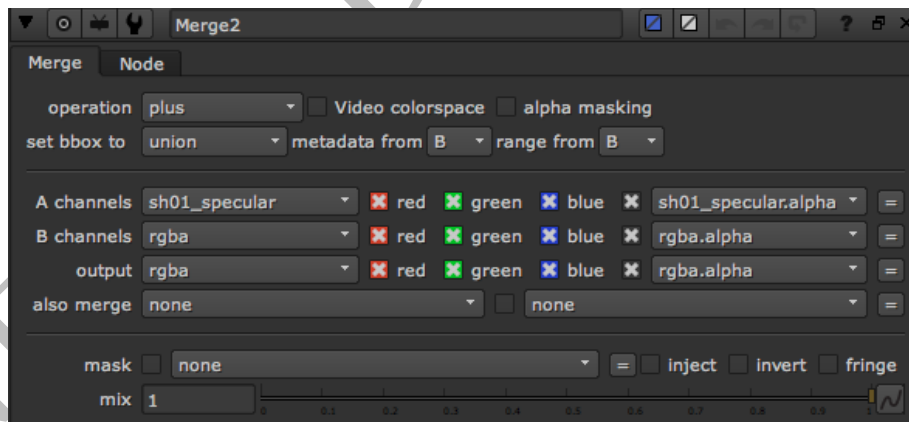 Merge2 ?
Merge Node
operation plus Video colorspace alpha masking
set bbox to union metadata from B range from B
A channels sh01_specular red green blue sh01_specular.alpha =
B channels rgba red green blue rgba.alpha =
output rgba red green blue rgba.alpha =
also merge none none =
mask none = inject invert fringe
mix 1 0 0.1 0.2 0.3 0.4 0.5 0.6 0.7 0.8 0.9 1